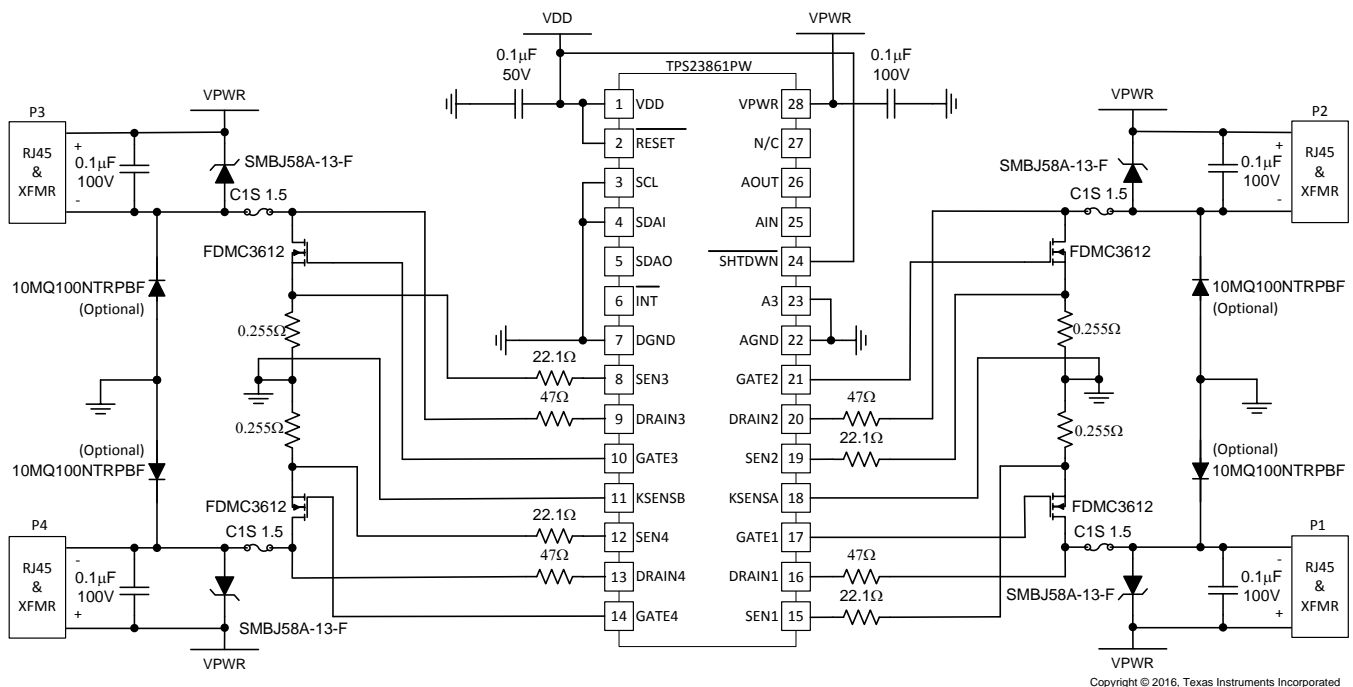 VDD
VPWR
0.1µF
50V
TPS23861PW
0.1µF
100V
1 VDD
2 RESET
3 SCL
4 SDAI
5 SDAO
6 INT
7 DGND
8 SEN3
9 DRAIN3
10 GATE3
11 KSENSB
12 SEN4
13 DRAIN4
14 GATE4
VPWR 28
N/C 27
AOUT 26
AIN 25
SHTDWN 24
A3 23
AGND 22
GATE2 21
DRAIN2 20
SEN2 19
KSENSA 18
GATE1 17
DRAIN1 16
SEN1 15
P3
RJ45
&
XFMR
+
-
0.1µF
100V
VPWR
SMBJ58A-13-F
C1S 1.5
FDMC3612
10MQ100NTRPBF
(Optional)
0.255Ω
22.1Ω
47Ω
0.255Ω
(Optional)
10MQ100NTRPBF
FDMC3612
C1S 1.5
22.1Ω
47Ω
P4
RJ45
&
XFMR
-
+
0.1µF
100V
SMBJ58A-13-F
VPWR
VPWR
P2
RJ45
&
XFMR
+
-
0.1µF
100V
SMBJ58A-13-F
C1S 1.5
FDMC3612
10MQ100NTRPBF
(Optional)
0.255Ω
47Ω
22.1Ω
0.255Ω
(Optional)
10MQ100NTRPBF
FDMC3612
C1S 1.5
47Ω
22.1Ω
P1
RJ45
&
XFMR
-
+
0.1µF
100V
SMBJ58A-13-F
VPWR
Copyright © 2016, Texas Instruments Incorporated